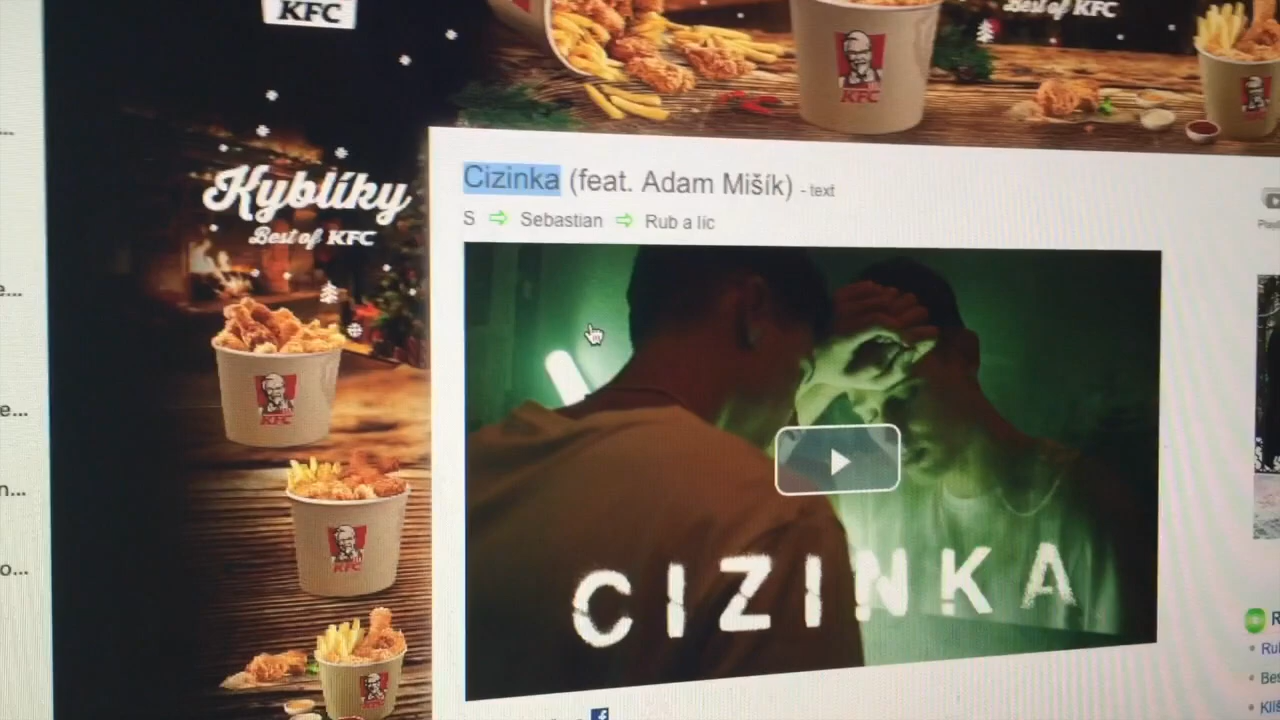 KFC
Best of KFC
KFC
KFC
Kyblíky
Best of KFC
KFC
KFC
Cizinka (feat. Adam Mišík) - text
S ⇨ Sebastian ⇨ Rub a líc
CIZINKA